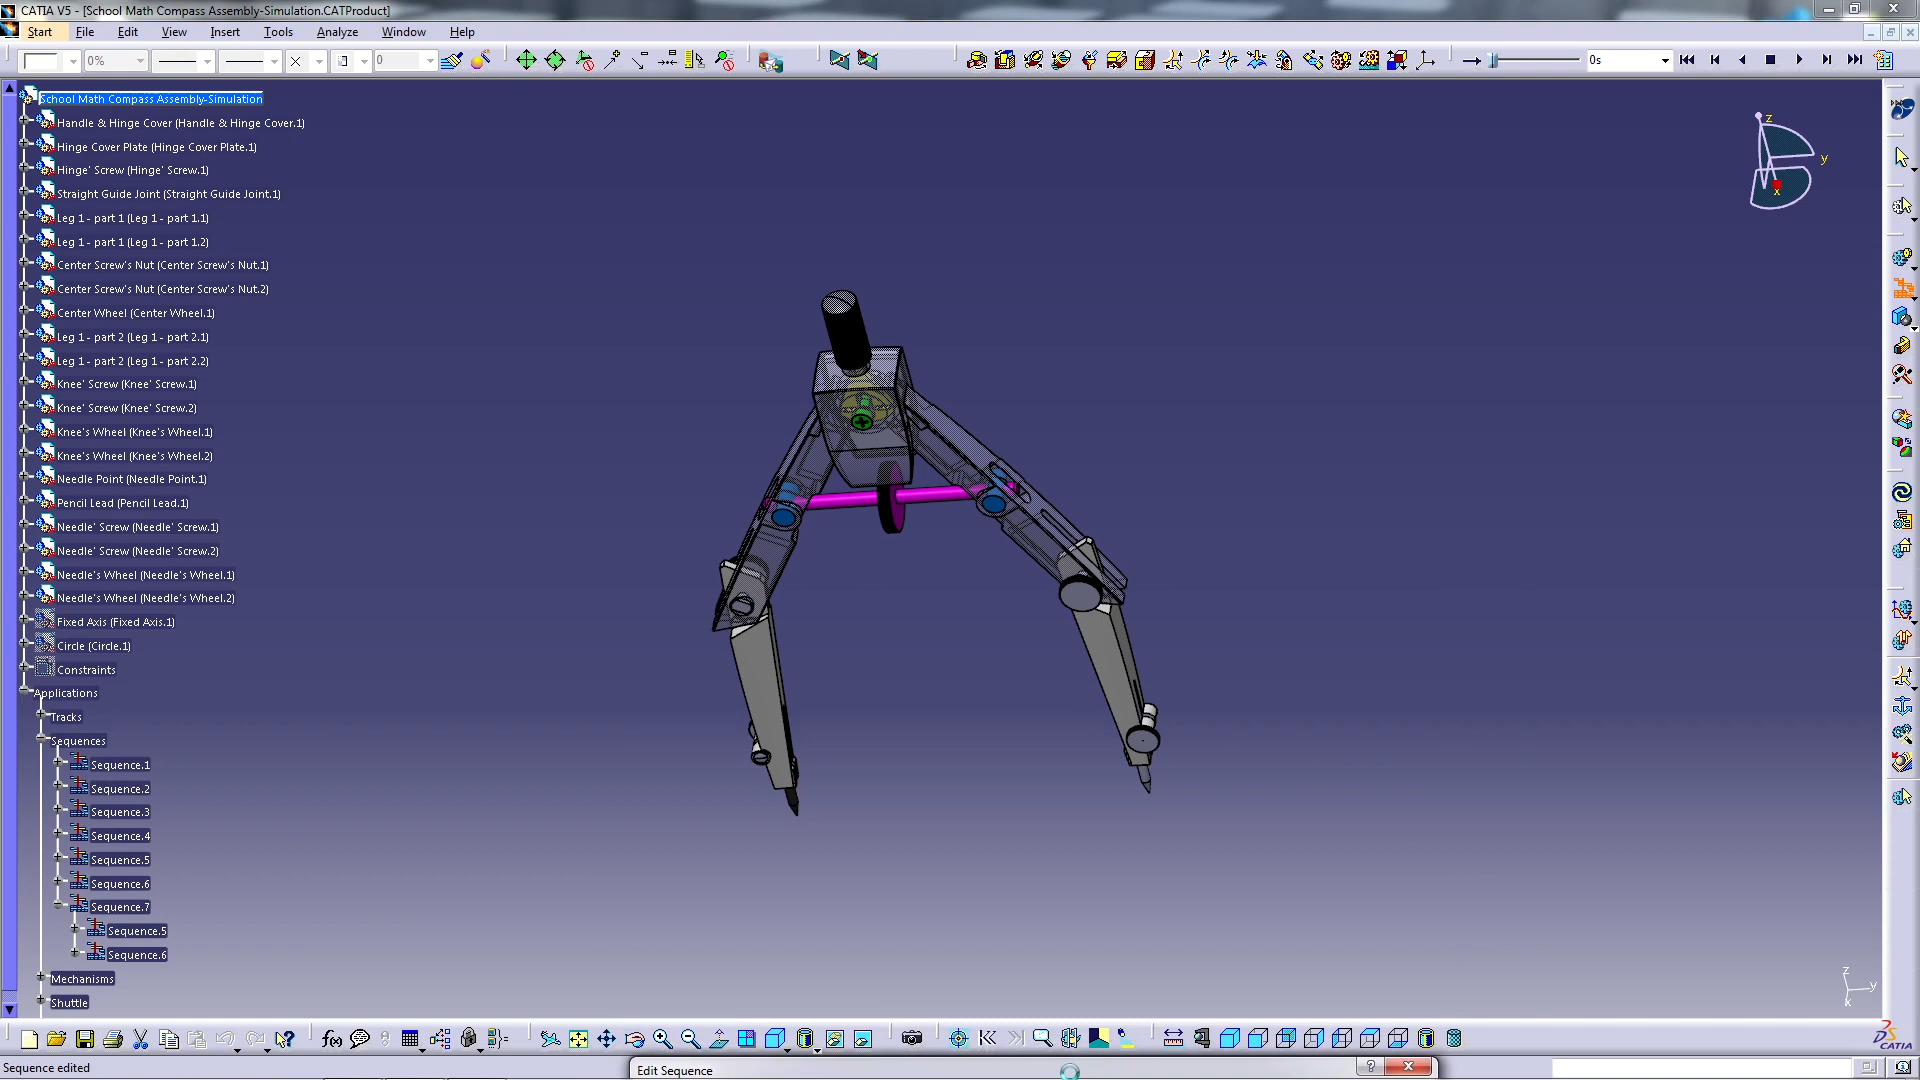 CATIA V5 - [School Math Compass Assembly-Simulation.CATProduct]
Start File Edit View Insert Tools Analyze Window Help
0% 0 0s
School Math Compass Assembly-Simulation
Handle & Hinge Cover (Handle & Hinge Cover.1)
Hinge Cover Plate (Hinge Cover Plate.1)
Hinge' Screw (Hinge' Screw.1)
Straight Guide Joint (Straight Guide Joint.1)
Leg 1 - part 1 (Leg 1 - part 1.1)
Leg 1 - part 1 (Leg 1 - part 1.2)
Center Screw's Nut (Center Screw's Nut.1)
Center Screw's Nut (Center Screw's Nut.2)
Center Wheel (Center Wheel.1)
Leg 1 - part 2 (Leg 1 - part 2.1)
Leg 1 - part 2 (Leg 1 - part 2.2)
Knee' Screw (Knee' Screw.1)
Knee' Screw (Knee' Screw.2)
Knee's Wheel (Knee's Wheel.1)
Knee's Wheel (Knee's Wheel.2)
Needle Point (Needle Point.1)
Pencil Lead (Pencil Lead.1)
Needle' Screw (Needle' Screw.1)
Needle' Screw (Needle' Screw.2)
Needle's Wheel (Needle's Wheel.1)
Needle's Wheel (Needle's Wheel.2)
Fixed Axis (Fixed Axis.1)
Circle (Circle.1)
Constraints
Applications
Tracks
Sequences
Sequence.1
Sequence.2
Sequence.3
Sequence.4
Sequence.5
Sequence.6
Sequence.7
Sequence.5
Sequence.6
Mechanisms
Shuttle
z
y
x
z
y
x
f(x)
CATIA
Sequence edited
Edit Sequence